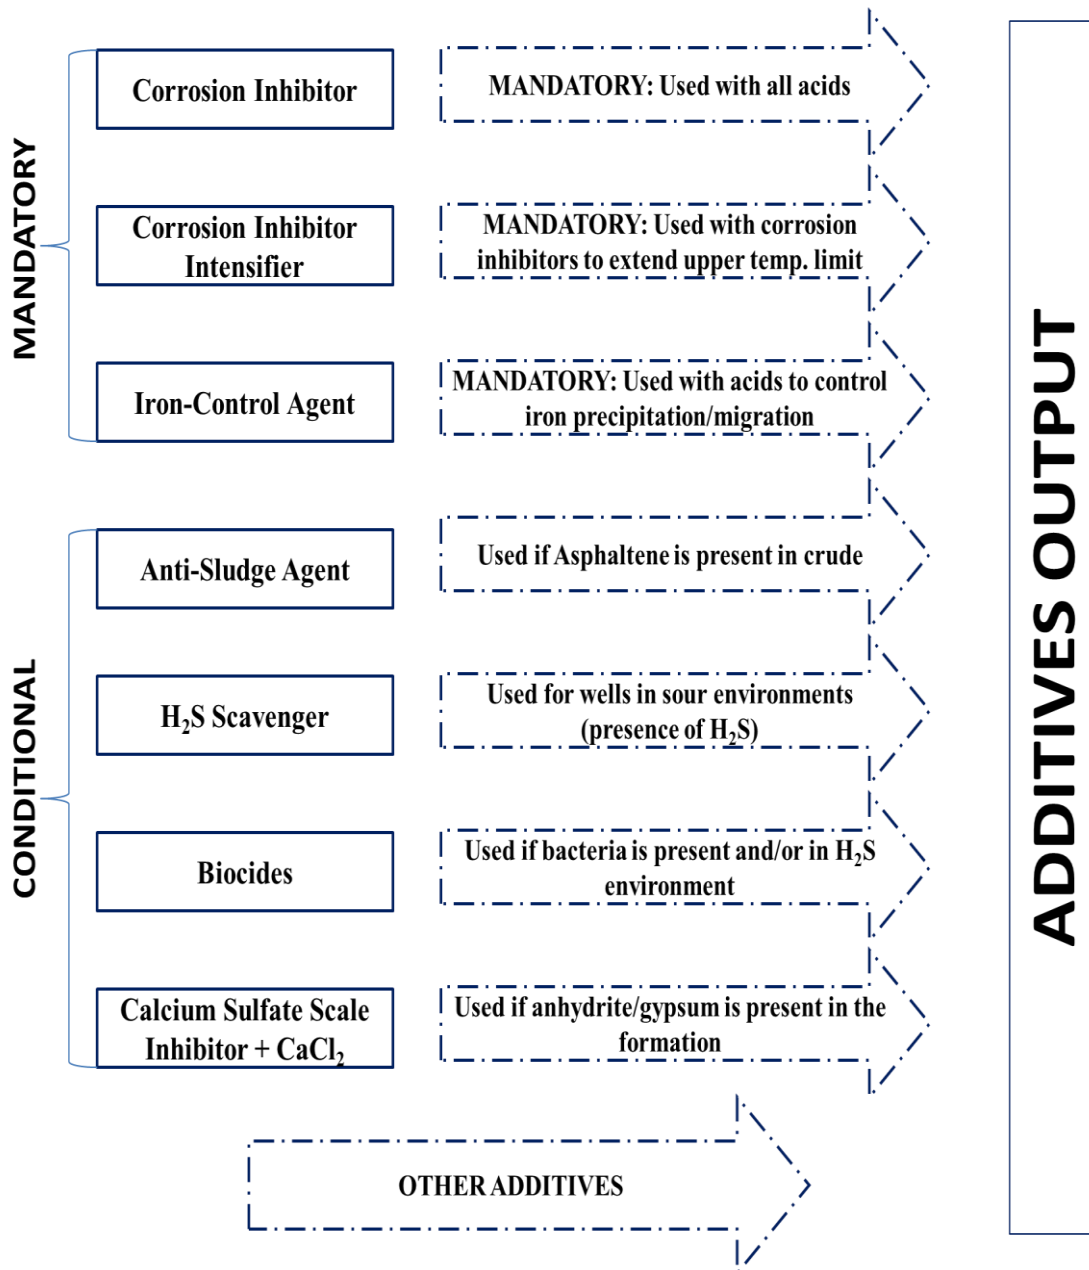 MANDATORY
Corrosion Inhibitor
MANDATORY: Used with all acids
Corrosion Inhibitor
Intensifier
MANDATORY: Used with corrosion
inhibitors to extend upper temp. limit
Iron-Control Agent
MANDATORY: Used with acids to control
iron precipitation/migration
CONDITIONAL
Anti-Sludge Agent
Used if Asphaltene is present in crude
H₂S Scavenger
Used for wells in sour environments
(presence of H₂S)
Biocides
Used if bacteria is present and/or in H₂S
environment
Calcium Sulfate Scale
Inhibitor + CaCl₂
Used if anhydrite/gypsum is present in the
formation
OTHER ADDITIVES
ADDITIVES OUTPUT